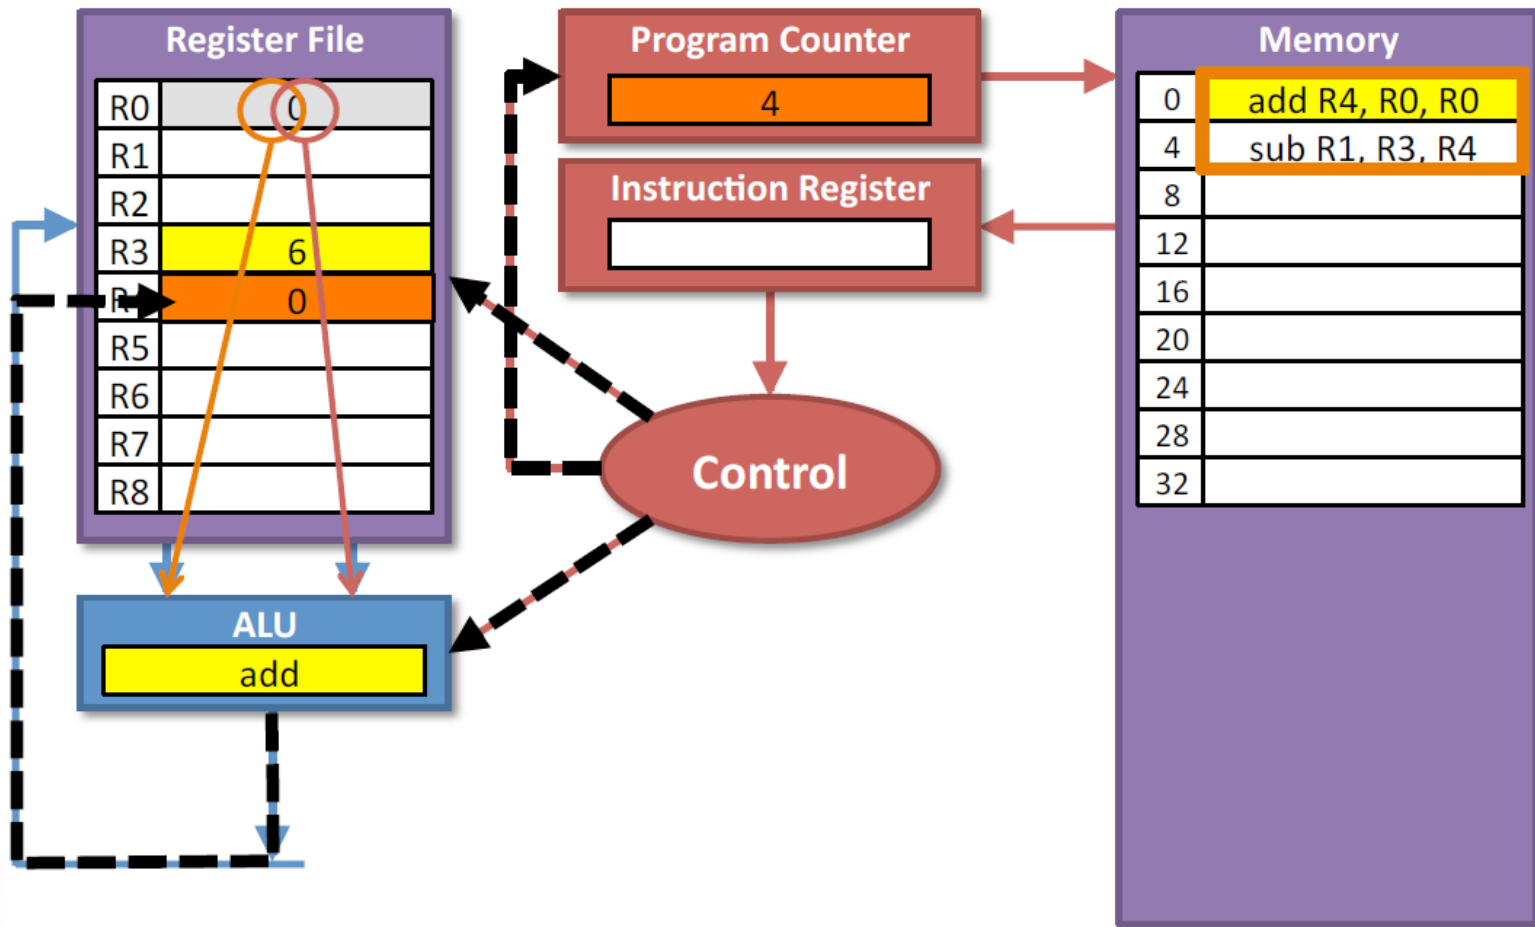 Register File
R0 0
R1
R2
R3 6
R 0
R5
R6
R7
R8
ALU
add
Program Counter
4
Instruction Register
Control
Memory
0 add R4, R0, R0
4 sub R1, R3, R4
8
12
16
20
24
28
32